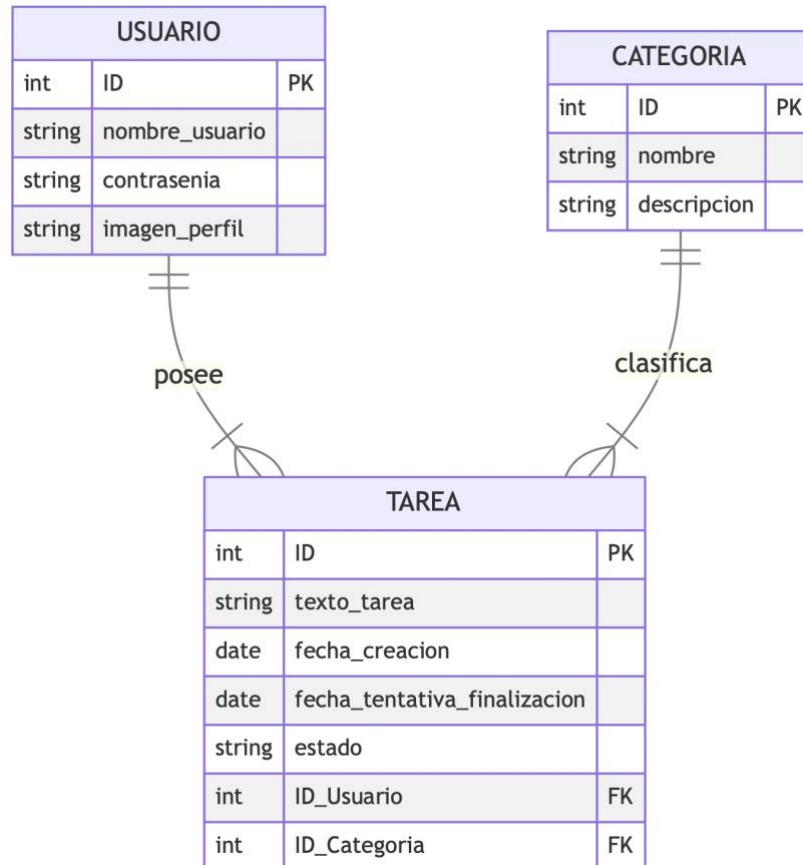 USUARIO
int ID PK
string nombre_usuario
string contrasenia
string imagen_perfil
CATEGORIA
int ID PK
string nombre
string descripcion
posee
clasifica
TAREA
int ID PK
string texto_tarea
date fecha_creacion
date fecha_tentativa_finalizacion
string estado
int ID_Usuario FK
int ID_Categoria FK